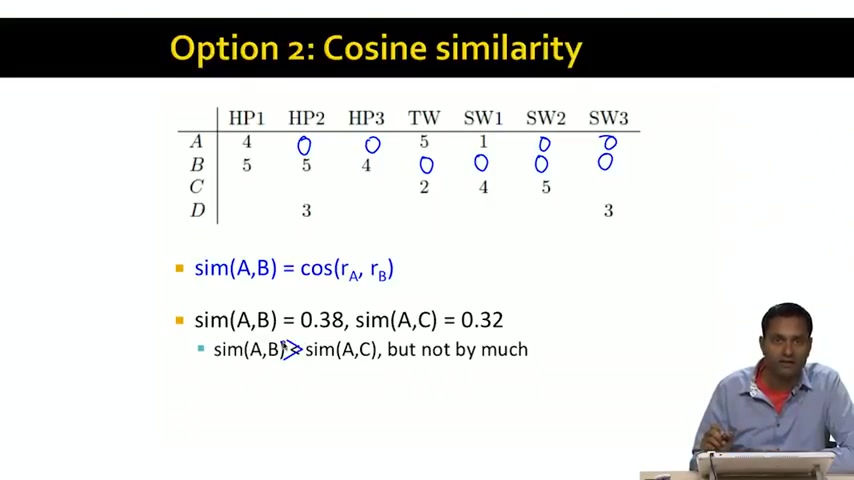 Option 2: Cosine similarity
HP1 HP2 HP3 TW SW1 SW2 SW3
A 4 0 0 5 1 0 0
B 5 5 4 0 0 0 0
C 2 4 5
D 3 3
sim(A,B) = cos(rA, rB)
sim(A,B) = 0.38, sim(A,C) = 0.32
sim(A,B) > sim(A,C), but not by much